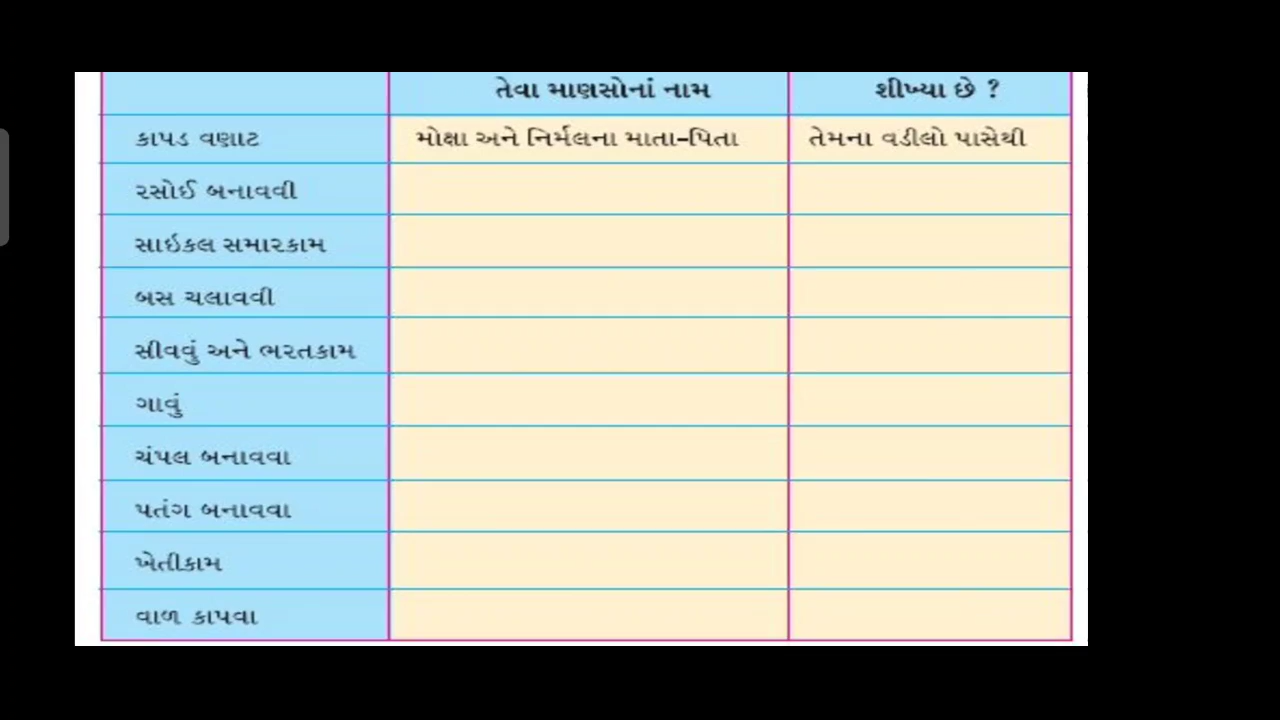 તેવા માણસોનાં નામ શીખ્યા છે ?
કાપડ વણાટ મોક્ષા અને નિર્મલના માતા-પિતા તેમના વડીલો પાસેથી
રસોઈ બનાવવી
સાઇકલ સમારકામ
બસ ચલાવવી
સીવવું અને ભરતકામ
ગાવું
ચંપલ બનાવવા
પતંગ બનાવવા
ખેતીકામ
વાળ કાપવા